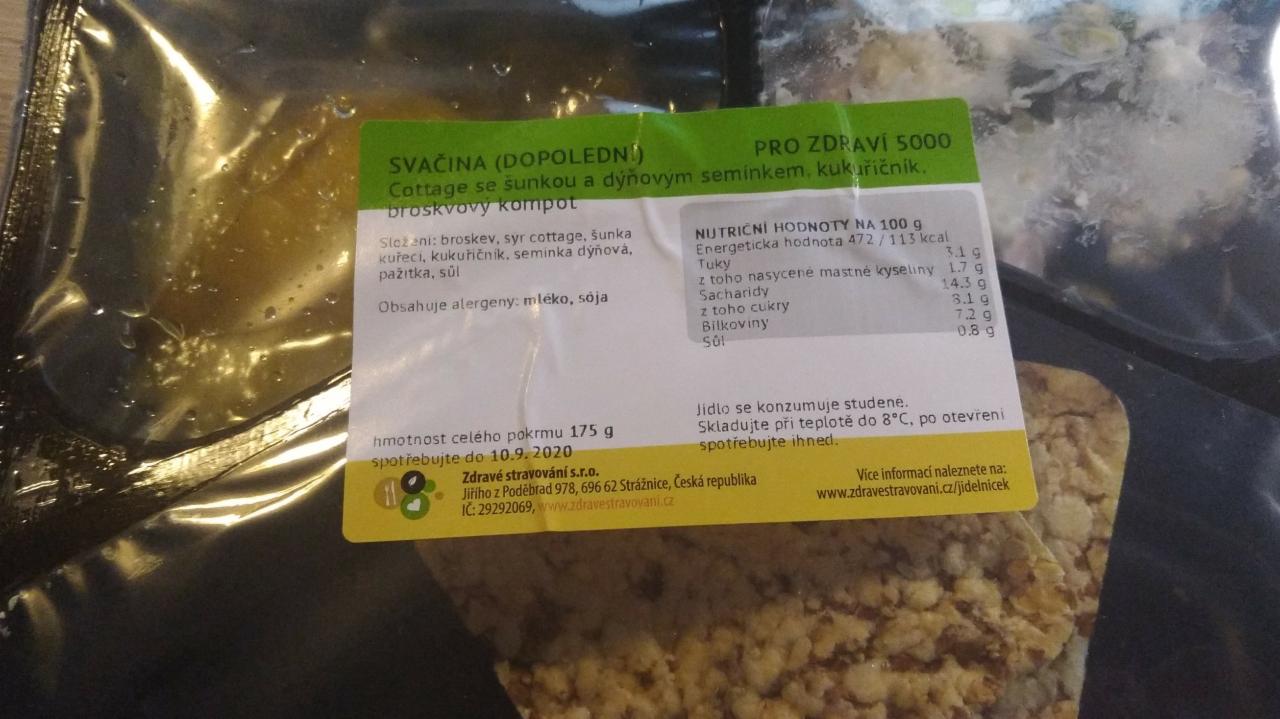 SVAČINA (DOPOLEDNÍ)
PRO ZDRAVÍ 5000
Cottage se šunkou a dýňovým semínkem, kukuřičník,
broskvový kompot
Složení: broskev, sýr cottage, šunka
kuřecí, kukuřičník, semínka dýňová,
pažitka, sůl
Obsahuje alergeny: mléko, sója
hmotnost celého pokrmu 175 g
spotřebujte do 10.9. 2020
NUTRIČNÍ HODNOTY NA 100 g
Energetická hodnota 472 / 113 kcal
Tuky 3.1 g
z toho nasycené mastné kyseliny 1.7 g
Sacharidy 14.3 g
z toho cukry 3.1 g
Bílkoviny 7.2 g
Sůl 0.8 g
Jídlo se konzumuje studené.
Skladujte při teplotě do 8°C, po otevření
spotřebujte ihned.
Zdravé stravování s.r.o.
Jiřího z Poděbrad 978, 696 62 Strážnice, Česká republika
IČ: 29292069, www.zdravestravovani.cz
Více informací naleznete na:
www.zdravestravovani.cz/jidelnicek